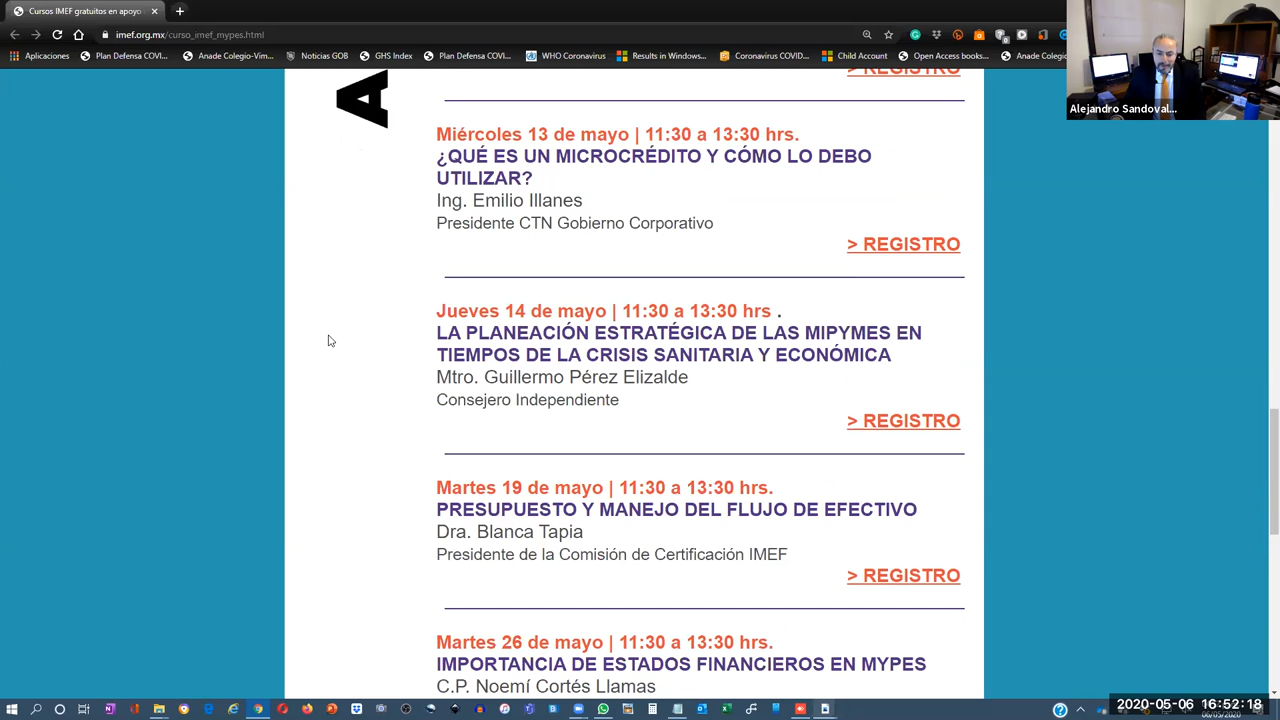 Cursos IMEF gratuitos en apoyo
imef.org.mx/curso_imef_mypes.html
Aplicaciones
Plan Defensa COVI...
Anade Colegio-Vim...
Noticias GOB
GHS Index
Plan Defensa COVI...
WHO Coronavirus
Results in Windows...
Coronavirus COVID...
Child Account
Open Access books...
Anade Colegi
Alejandro Sandoval...
> REGISTRO
A
Miércoles 13 de mayo | 11:30 a 13:30 hrs.
¿QUÉ ES UN MICROCRÉDITO Y CÓMO LO DEBO
UTILIZAR?
Ing. Emilio Illanes
Presidente CTN Gobierno Corporativo
> REGISTRO
Jueves 14 de mayo | 11:30 a 13:30 hrs .
LA PLANEACIÓN ESTRATÉGICA DE LAS MIPYMES EN
TIEMPOS DE LA CRISIS SANITARIA Y ECONÓMICA
Mtro. Guillermo Pérez Elizalde
Consejero Independiente
> REGISTRO
Martes 19 de mayo | 11:30 a 13:30 hrs.
PRESUPUESTO Y MANEJO DEL FLUJO DE EFECTIVO
Dra. Blanca Tapia
Presidente de la Comisión de Certificación IMEF
> REGISTRO
Martes 26 de mayo | 11:30 a 13:30 hrs.
IMPORTANCIA DE ESTADOS FINANCIEROS EN MYPES
C.P. Noemí Cortés Llamas
2020-05-06 16:52:18